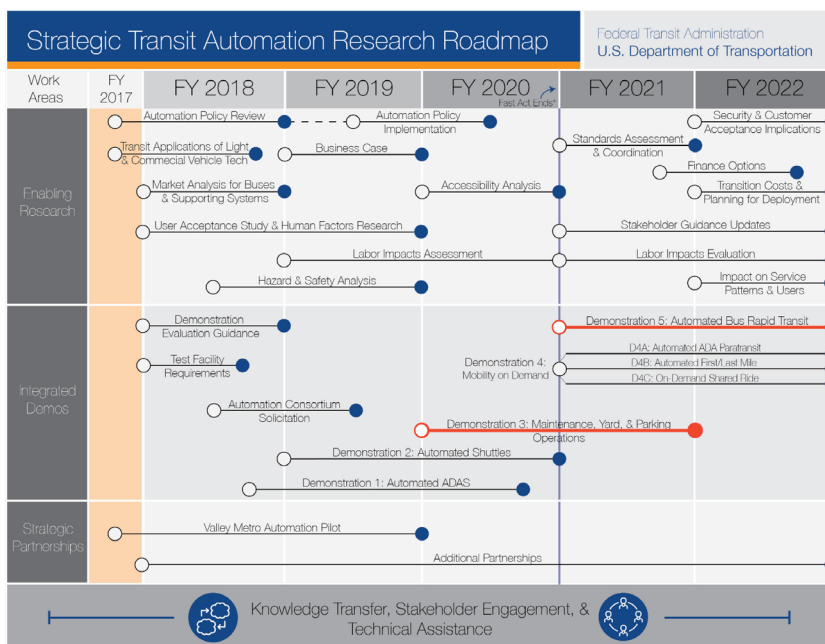 Strategic Transit Automation Research Roadmap
Federal Transit Administration
U.S. Department of Transportation
Work
Areas
FY
2017
FY 2018
FY 2019
FY 2020
Fast Act Ends*
FY 2021
FY 2022
Enabling
Research
Automation Policy Review
Automation Policy
Implementation
Security & Customer
Acceptance Implications
Transit Applications of Light
& Commecial Vehicle Tech
Business Case
Standards Assessment
& Coordination
Finance Options
Market Analysis for Buses
& Supporting Systems
Accessibility Analysis
Transition Costs &
Planning for Deployment
User Acceptance Study & Human Factors Research
Stakeholder Guidance Updates
Labor Impacts Assessment
Labor Impacts Evaluation
Hazard & Safety Analysis
Impact on Service
Patterns & Users
Integrated
Demos
Demonstration
Evaluation Guidance
Demonstration 5: Automated Bus Rapid Transit
Test Facility
Requirements
Demonstration 4:
Mobility on Demand
D4A: Automated ADA Paratransit
D4B: Automated First/Last Mile
D4C: On-Demand Shared Ride
Automation Consortium
Solicitation
Demonstration 3: Maintenance, Yard, & Parking
Operations
Demonstration 2: Automated Shuttles
Demonstration 1: Automated ADAS
Strategic
Partnerships
Valley Metro Automation Pilot
Additional Partnerships
Knowledge Transfer, Stakeholder Engagement, &
Technical Assistance